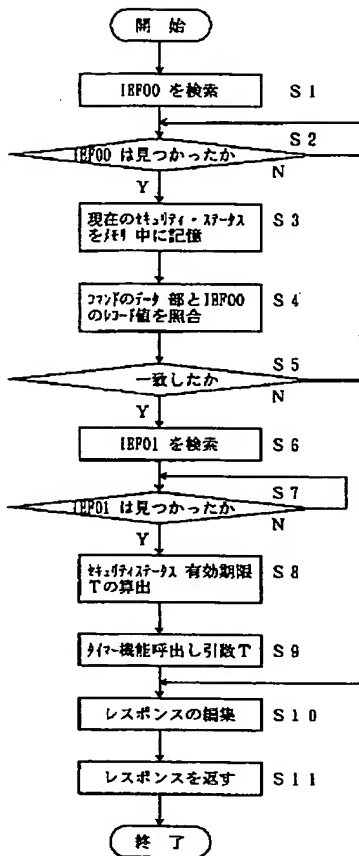 開 始
IEF00 を検索 S 1
IEF00 は見つかったか S 2
N
Y
現在のセキュリティ・ステータス
をメモリ 中に記憶 S 3
コマンドのデータ 部とIEF00
のレコード値を照合 S 4
一致したか S 5
N
Y
IEF01 を検索 S 6
IEF01 は見つかったか S 7
N
Y
セキュリティステータス 有効期限
Tの算出 S 8
タイマー機能呼出し引数T S 9
レスポンスの編集 S 1 0
レスポンスを返す S 1 1
終 了